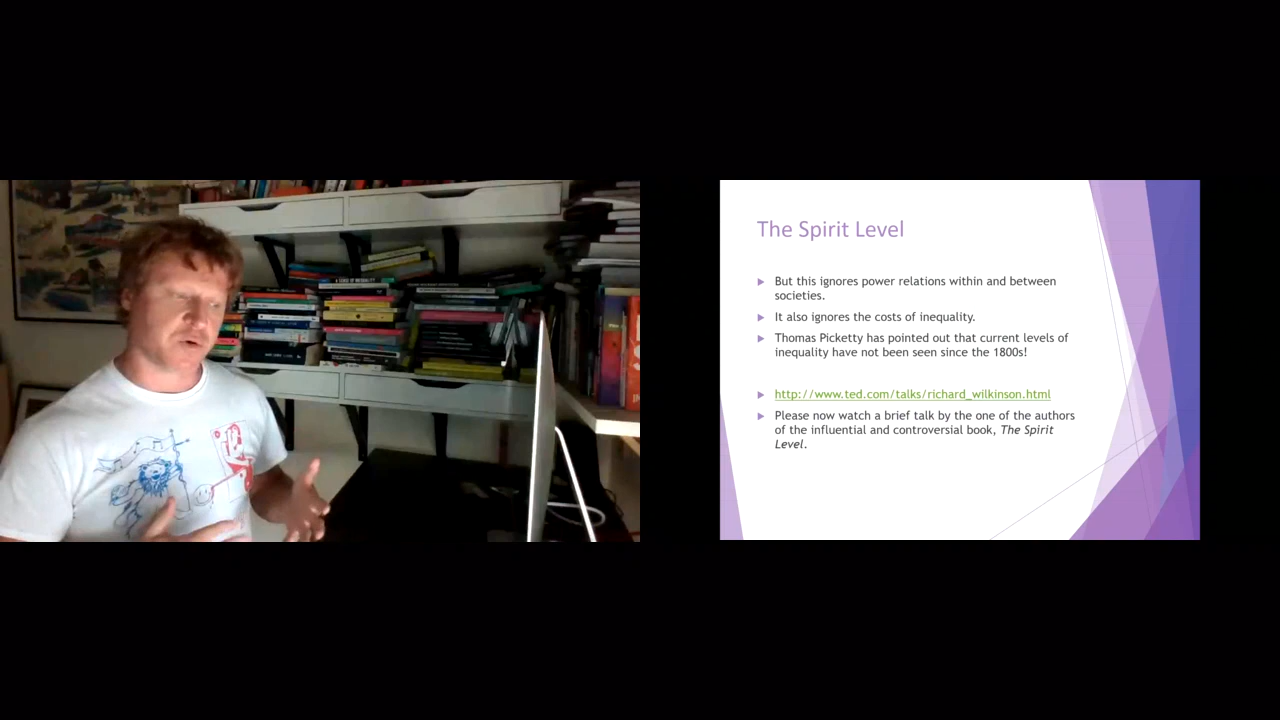 The Spirit Level
But this ignores power relations within and between
societies.
It also ignores the costs of inequality.
Thomas Picketty has pointed out that current levels of
inequality have not been seen since the 1800s!
http://www.ted.com/talks/richard_wilkinson.html
Please now watch a brief talk by the one of the authors
of the influential and controversial book, The Spirit
Level.